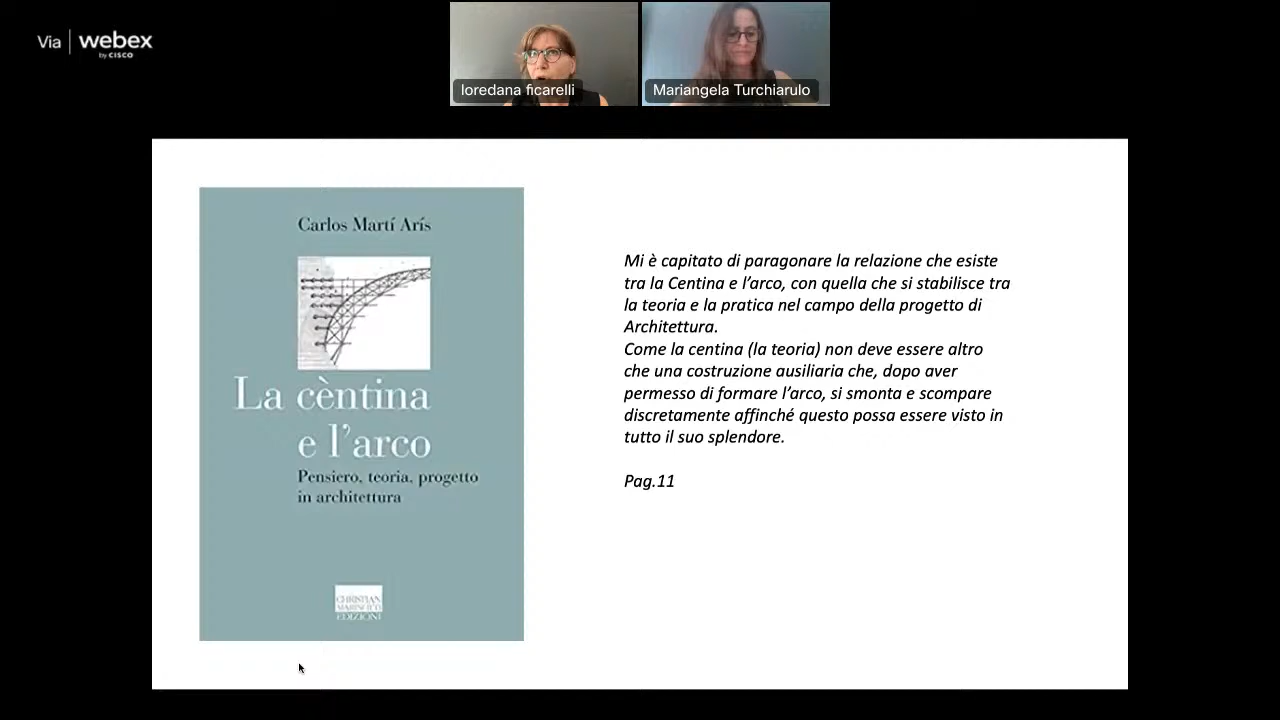 Via webex
by CISCO
loredana ficarelli
Mariangela Turchiarulo
Carlos Martí Arís
La cèntina
e l'arco
Pensiero, teoria, progetto
in architettura
CHRISTIAN
MARINOTTI
EDIZIONI
Mi è capitato di paragonare la relazione che esiste
tra la Centina e l'arco, con quella che si stabilisce tra
la teoria e la pratica nel campo della progetto di
Architettura.
Come la centina (la teoria) non deve essere altro
che una costruzione ausiliaria che, dopo aver
permesso di formare l'arco, si smonta e scompare
discretamente affinché questo possa essere visto in
tutto il suo splendore.
Pag.11